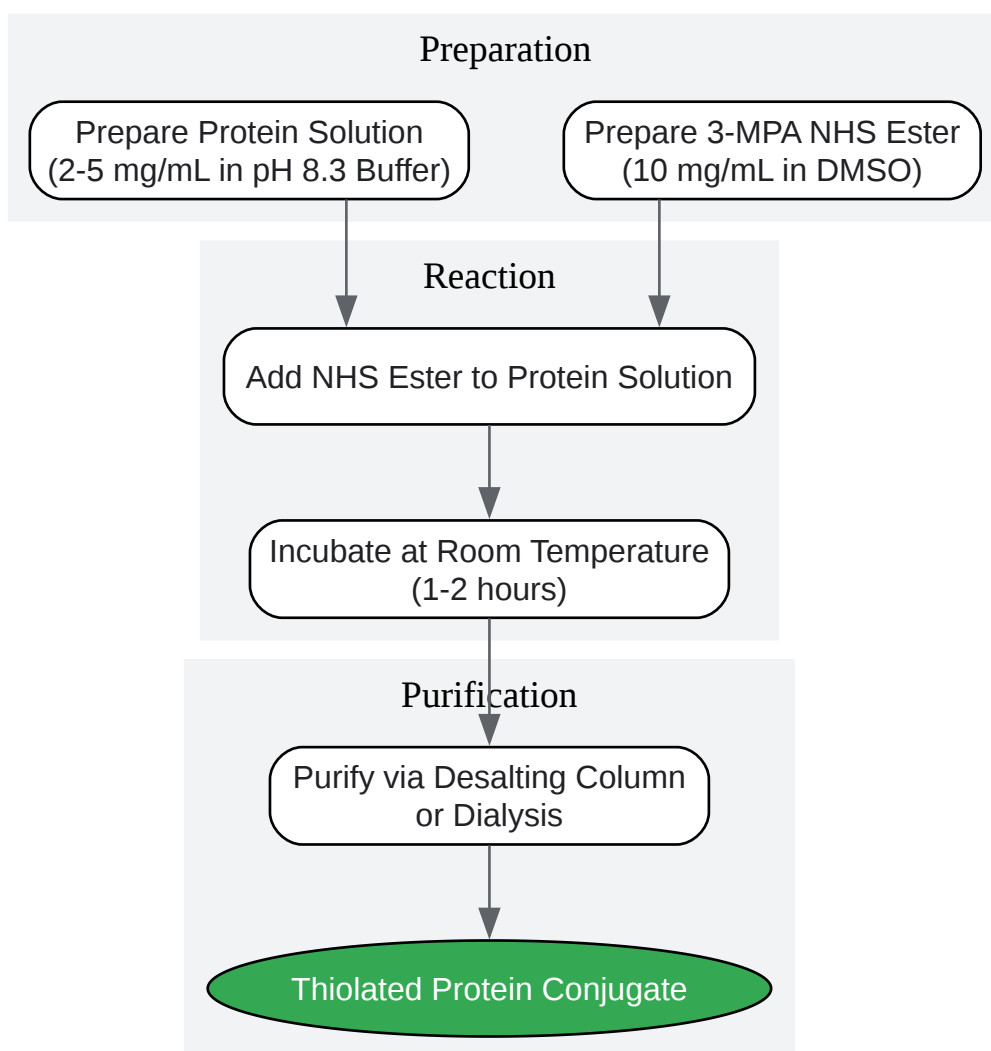 Preparation
Prepare Protein Solution
(2-5 mg/mL in pH 8.3 Buffer)
Prepare 3-MPA NHS Ester
(10 mg/mL in DMSO)
Reaction
Add NHS Ester to Protein Solution
Incubate at Room Temperature
(1-2 hours)
Purification
Purify via Desalting Column
or Dialysis
Thiolated Protein Conjugate